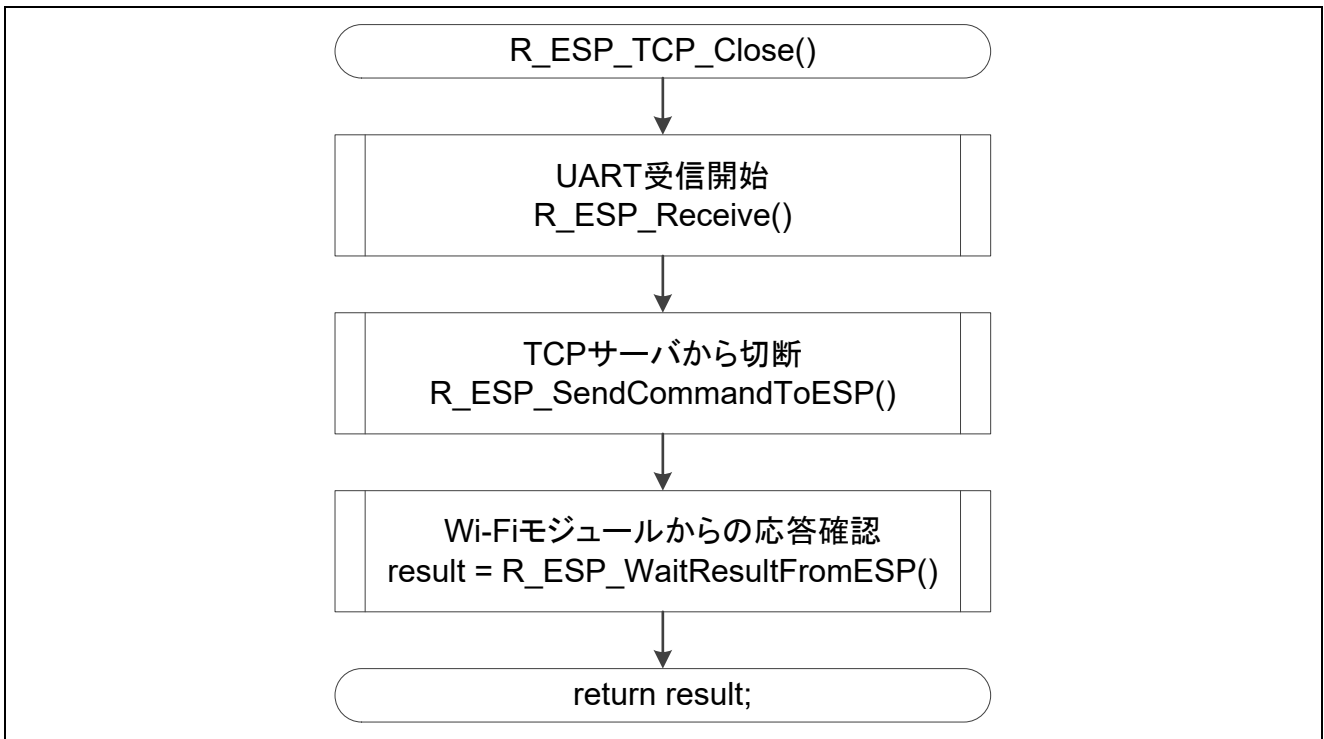 R_ESP_TCP_Close()
UART受信開始
R_ESP_Receive()
TCPサーバから切断
R_ESP_SendCommandToESP()
Wi-Fiモジュールからの応答確認
result = R_ESP_WaitResultFromESP()
return result;